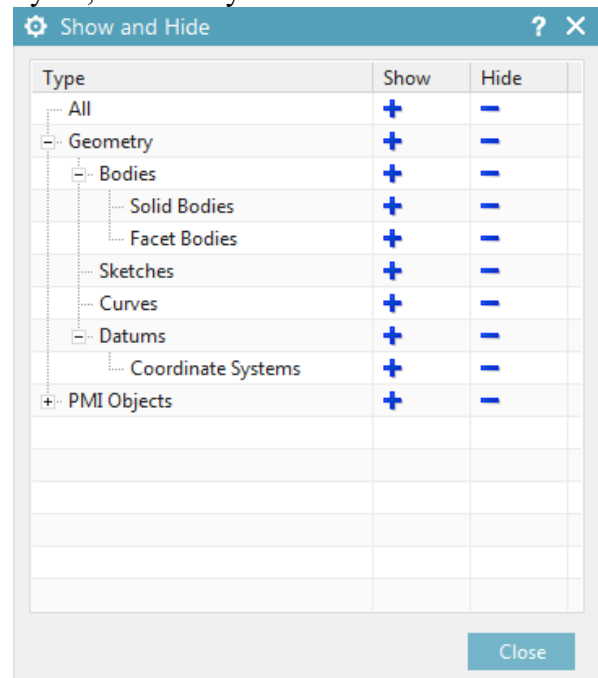 Show and Hide ?
Type Show Hide
All
Geometry
Bodies
Solid Bodies
Facet Bodies
Sketches
Curves
Datums
Coordinate Systems
PMI Objects
Close